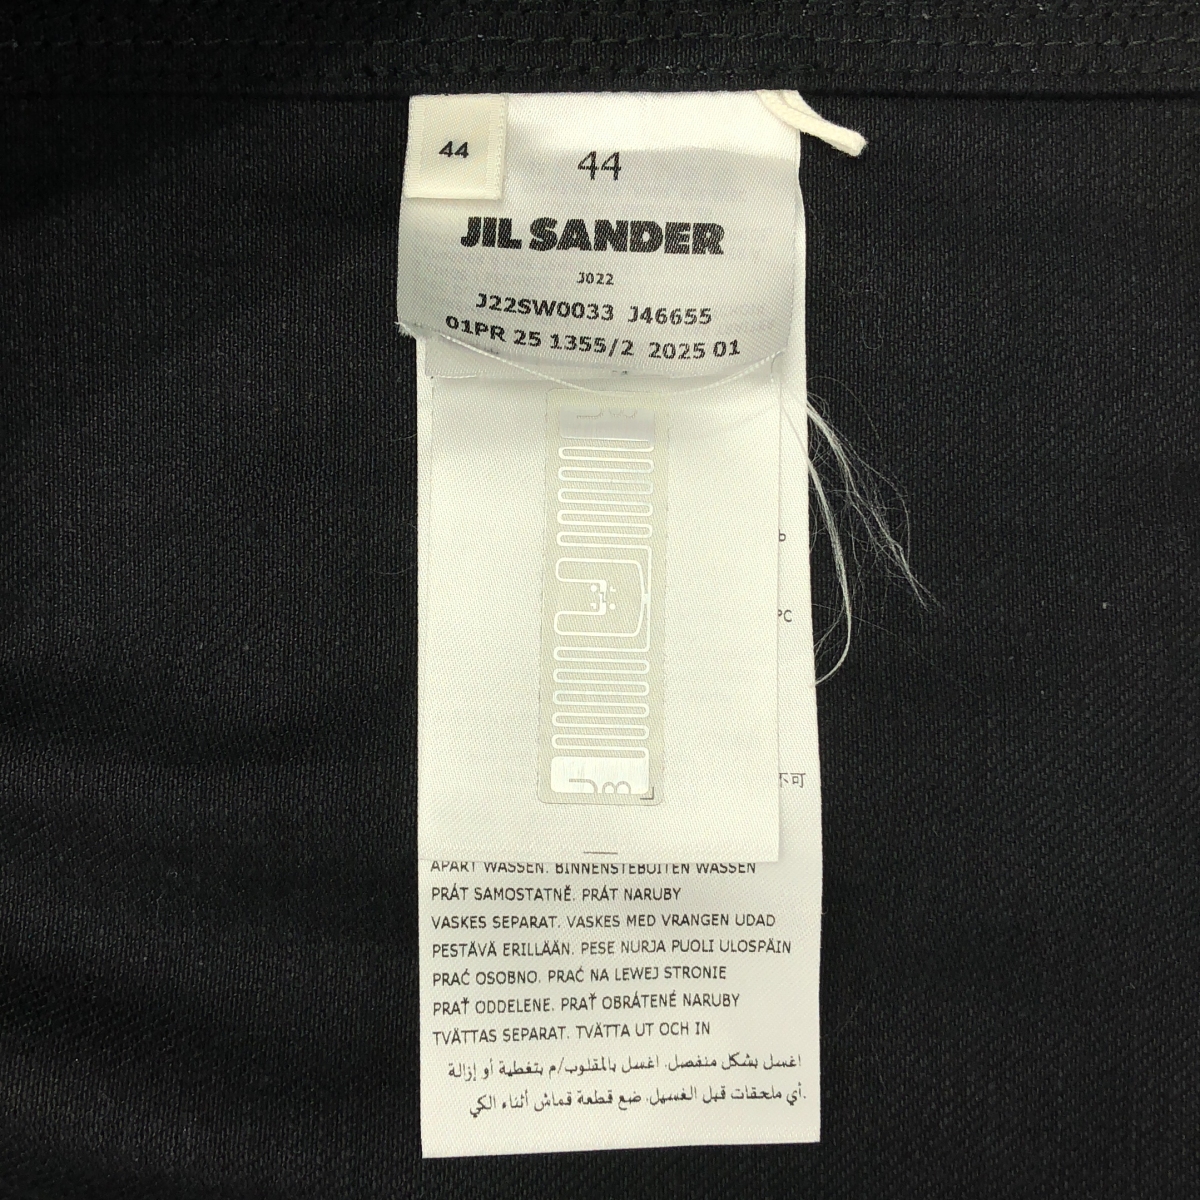 44
44
JIL SANDER
J022
J22SW0033 J46655
01PR 25 1355/2 2025 01
PC
不可
APART WASSEN. BINNENSTEBUITEN WASSEN
PRÁT SAMOSTATNĚ. PRÁT NARUBY
VASKES SEPARAT. VASKES MED VRANGEN UDAD
PESTÄVÄ ERILLÄÄN. PESE NURJA PUOLI ULOSPÄIN
PRAĆ OSOBNO. PRAĆ NA LEWEJ STRONIE
PRAŤ ODDELENE. PRAŤ OBRÁTENÉ NARUBY
TVÄTTAS SEPARAT. TVÄTTA UT OCH IN
اغسل بشكل منفصل. اغسل بالمقلوب/م بتغطية أو إزالة
أي ملحقات قبل الغسيل. ضع قطعة قماش أثناء الكي.